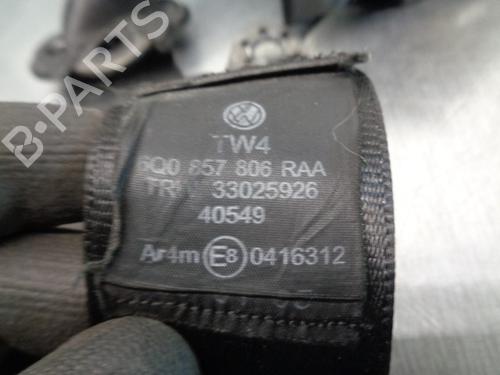 TW4
6Q0 857 806 RAA
TRW 33025926
40549
Ar4m E8 0416312
B-PARTS